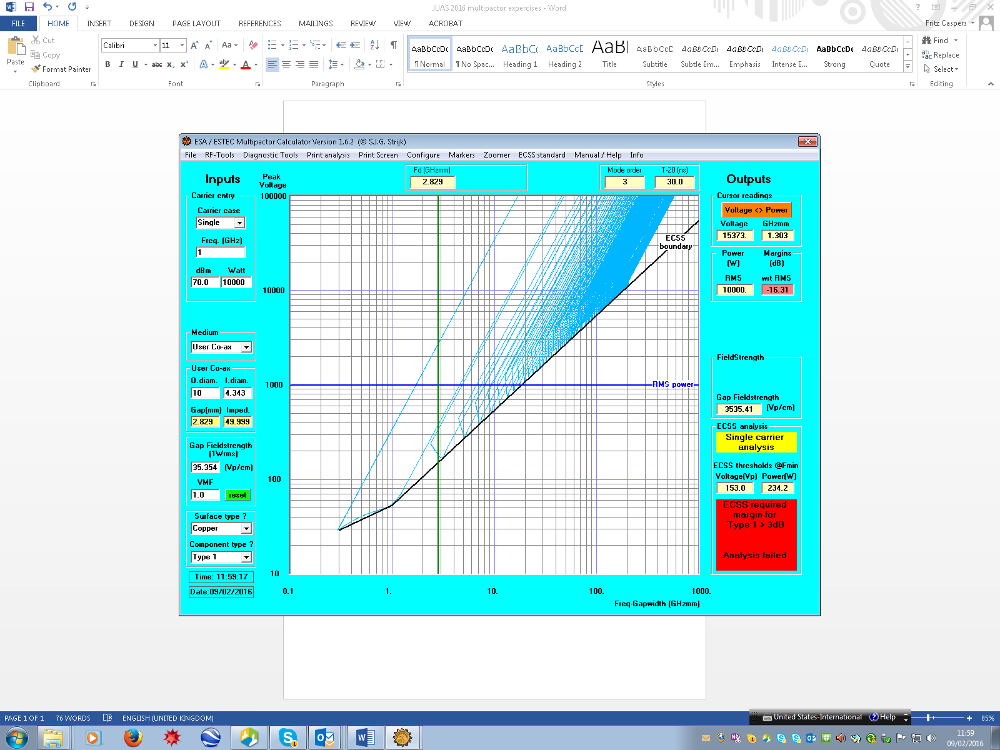 JUAS 2016 multipactor expercises - Word
FILE HOME INSERT DESIGN PAGE LAYOUT REFERENCES MAILINGS REVIEW VIEW ACROBAT
Fritz Caspers
Paste
Cut
Copy
Format Painter
Calibri 11
Aa
B I U abc x₂ x²
A ab A
AaBbCcDc AaBbCcDc AaBbCc AaBbCcD AaBl AaBbCcD AaBbCcDc AaBbCcDc AaBbCcDc AaBbCcDc AaBbCcDc
¶ Normal ¶ No Spac... Heading 1 Heading 2 Title Subtitle Subtle Em... Emphasis Intense E... Strong Quote
Find
Replace
Select
Clipboard Font Paragraph Styles Editing
ESA / ESTEC Multipactor Calculator Version 1.6.2 (© S.J.G. Strijk)
File RF-Tools Diagnostic Tools Print analysis Print Screen Configure Markers Zoomer ECSS standard Manual / Help Info
Inputs
Carrier entry
Carrier case
Single
Freq. (GHz)
1
dBm Watt
70.0 10000
Medium
User Co-ax
User Co-ax
O.diam. I.diam.
10 4.343
Gap(mm) Imped.
2.829 49.999
Gap Fieldstrength
(1Wrms)
35.354 (Vp/cm)
VMF
1.0 reset
Surface type ?
Copper
Component type ?
Type 1
Time: 11:59:17
Date:09/02/2016
Peak
Voltage
Fd (GHzmm)
2.829
Mode order T-20 (ns)
3 30.0
100000
10000
1000
100
10
ECSS
boundary
RMS power
0.1 1. 10. 100. 1000.
Freq-Gapwidth (GHzmm)
Outputs
Cursor readings
Voltage <> Power
Voltage GHzmm
15373. 1.303
Power Margins
(W) (dB)
RMS wrt RMS
10000. -16.31
FieldStrength
Gap Fieldstrength
3535.41 (Vp/cm)
ECSS analysis
Single carrier
analysis
ECSS thresholds @Fmin
Voltage(Vp) Power(W)
153.0 234.2
ECSS required
margin for
Type 1 > 3dB
Analysis failed
PAGE 1 OF 1 76 WORDS ENGLISH (UNITED KINGDOM)
United States-International Help
85%
11:59
09/02/2016